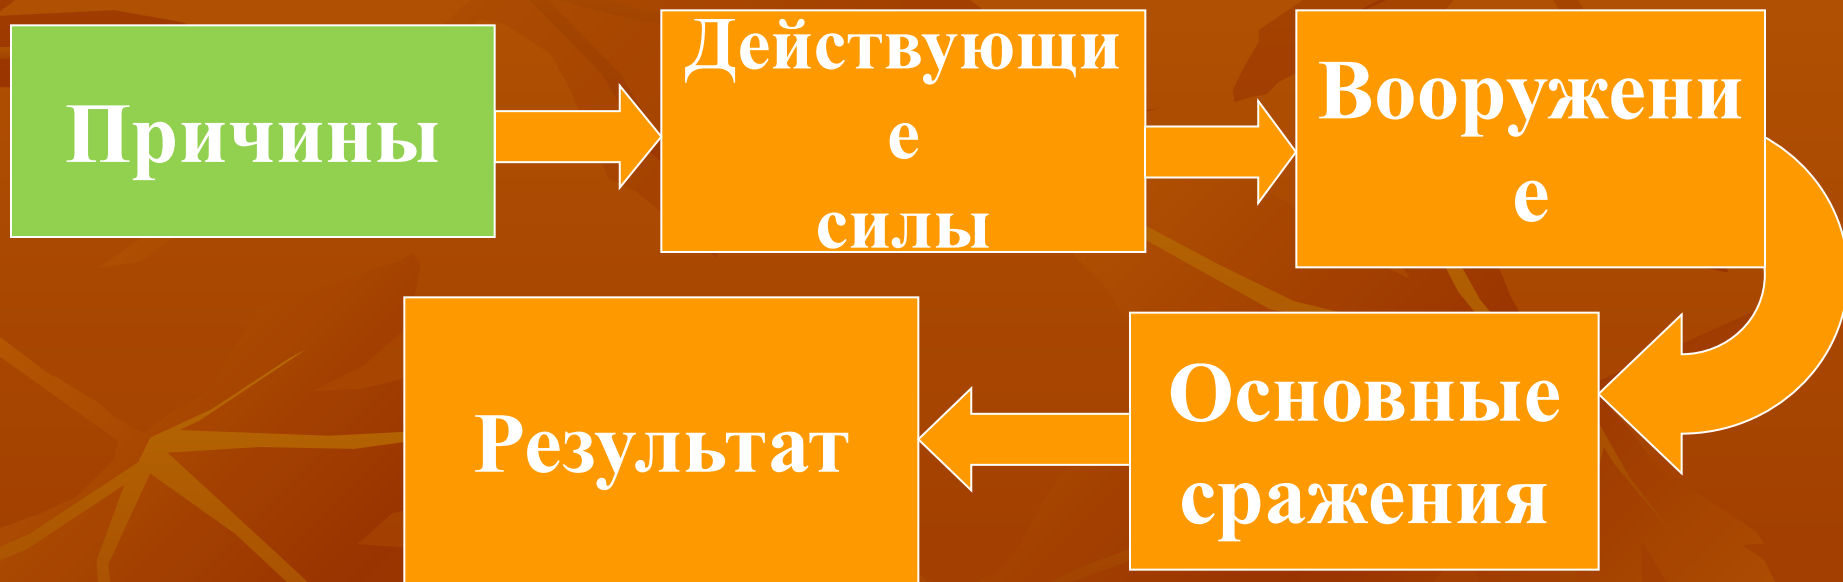 Причины
Действующи
е
силы
Вооружени
е
Основные
сражения
Результат